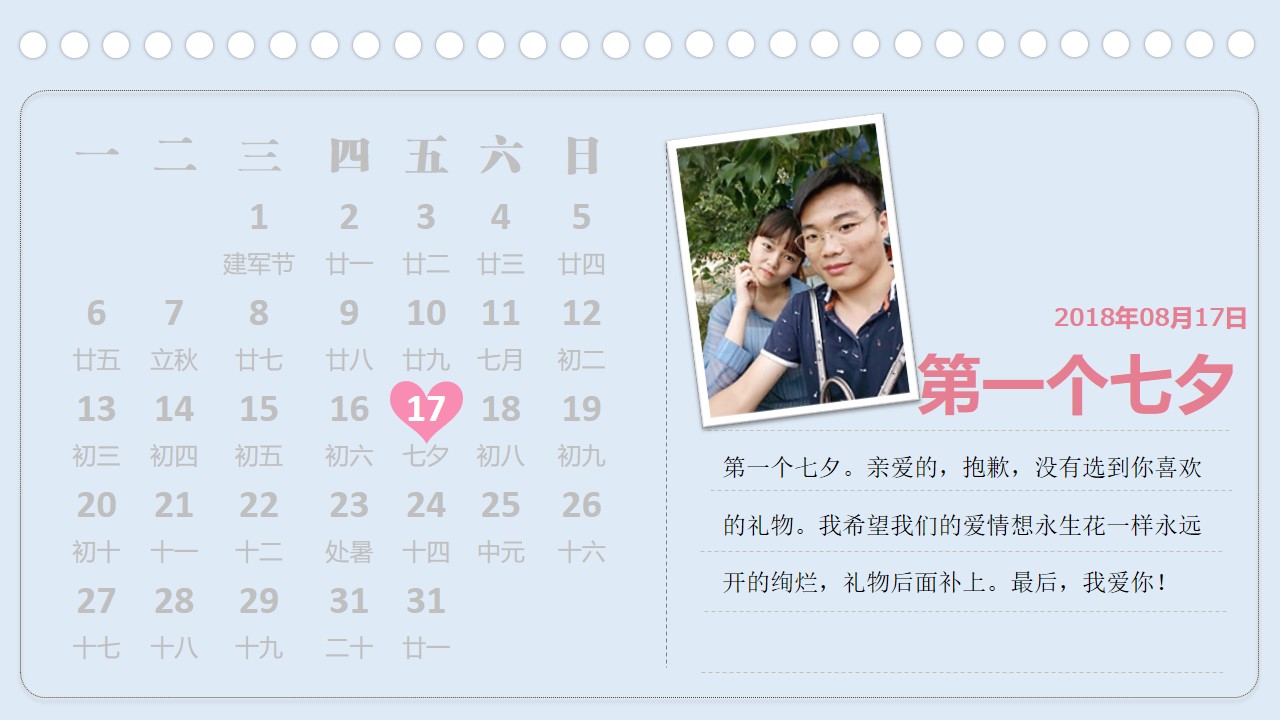 一 二 三 四 五 六 日
1 2 3 4 5
建军节 廿一 廿二 廿三 廿四
6 7 8 9 10 11 12
廿五 立秋 廿七 廿八 廿九 七月 初二
13 14 15 16 17 18 19
初三 初四 初五 初六 七夕 初八 初九
20 21 22 23 24 25 26
初十 十一 十二 处暑 十四 中元 十六
27 28 29 31 31
十七 十八 十九 二十 廿一
2018年08月17日
第一个七夕
第一个七夕。亲爱的，抱歉，没有选到你喜欢
的礼物。我希望我们的爱情想永生花一样永远
开的绚烂，礼物后面补上。最后，我爱你！